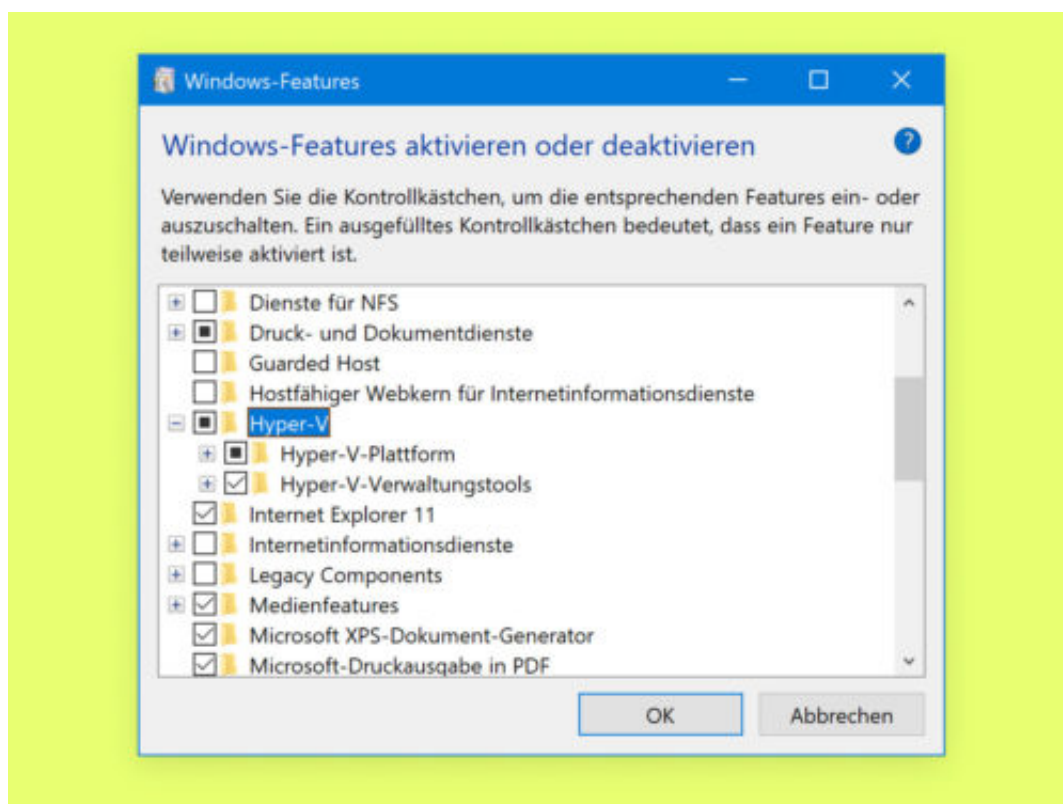 Windows-Features
Windows-Features aktivieren oder deaktivieren
Verwenden Sie die Kontrollkästchen, um die entsprechenden Features ein- oder
auszuschalten. Ein ausgefülltes Kontrollkästchen bedeutet, dass ein Feature nur
teilweise aktiviert ist.
Dienste für NFS
Druck- und Dokumentdienste
Guarded Host
Hostfähiger Webkern für Internetinformationsdienste
Hyper-V
Hyper-V-Plattform
Hyper-V-Verwaltungstools
Internet Explorer 11
Internetinformationsdienste
Legacy Components
Medienfeatures
Microsoft XPS-Dokument-Generator
Microsoft-Druckausgabe in PDF
OK Abbrechen